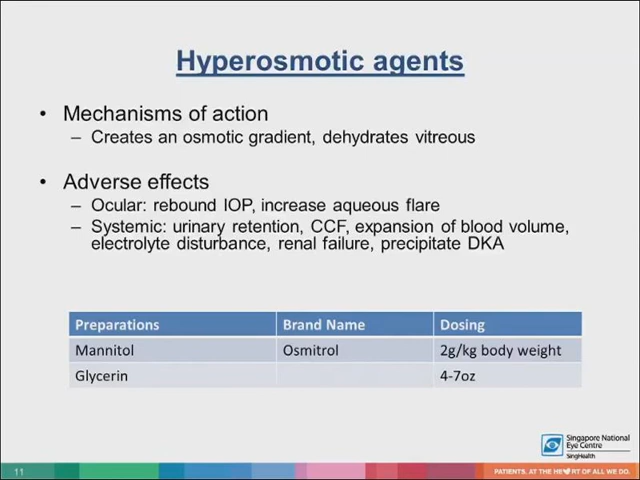 Hyperosmotic agents
• Mechanisms of action
– Creates an osmotic gradient, dehydrates vitreous
• Adverse effects
– Ocular: rebound IOP, increase aqueous flare
– Systemic: urinary retention, CCF, expansion of blood volume,
electrolyte disturbance, renal failure, precipitate DKA
Preparations Brand Name Dosing
Mannitol Osmitrol 2g/kg body weight
Glycerin 4-7oz
Singapore National
Eye Centre
SingHealth
11 PATIENTS. AT THE HE♥RT OF ALL WE DO.